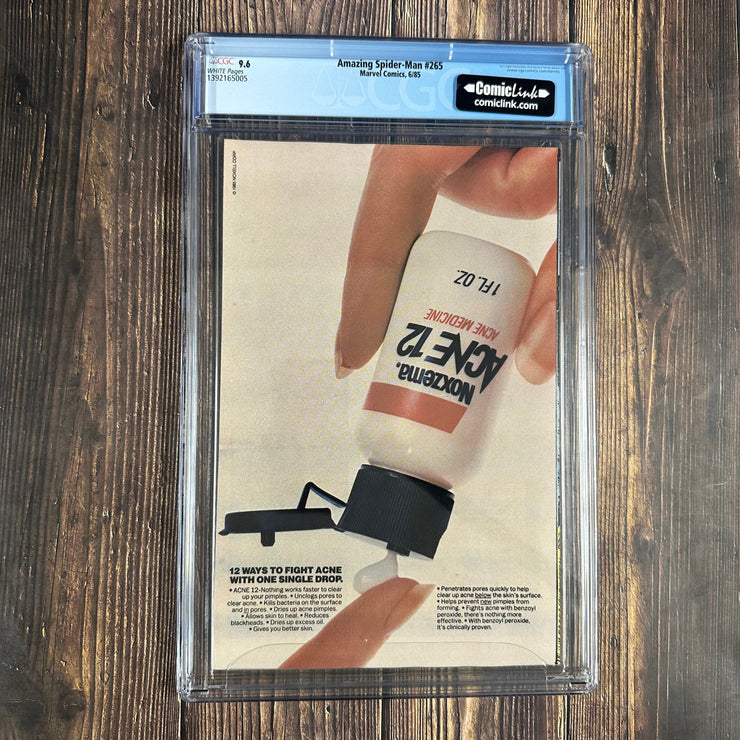 CGC 9.6
WHITE Pages
1392165005
Amazing Spider-Man #265
Marvel Comics, 6/85
CGC
ComicLink
comiclink.com
© 1985 NOXELL CORP.
1 FL. OZ.
ACNE MEDICINE
ACNE 12
Noxzema®
12 WAYS TO FIGHT ACNE
WITH ONE SINGLE DROP.
• ACNE 12-Nothing works faster to clear
up your pimples. • Unclogs pores to
clear acne. • Kills bacteria on the surface
and in pores. • Dries up acne pimples.
• Allows skin to heal. • Reduces
blackheads. • Dries up excess oil.
• Gives you better skin.
• Penetrates pores quickly to help
clear up acne below the skin's surface.
• Helps prevent new pimples from
forming. • Fights acne with benzoyl
peroxide, there's nothing more
effective. • With benzoyl peroxide,
it's clinically proven.